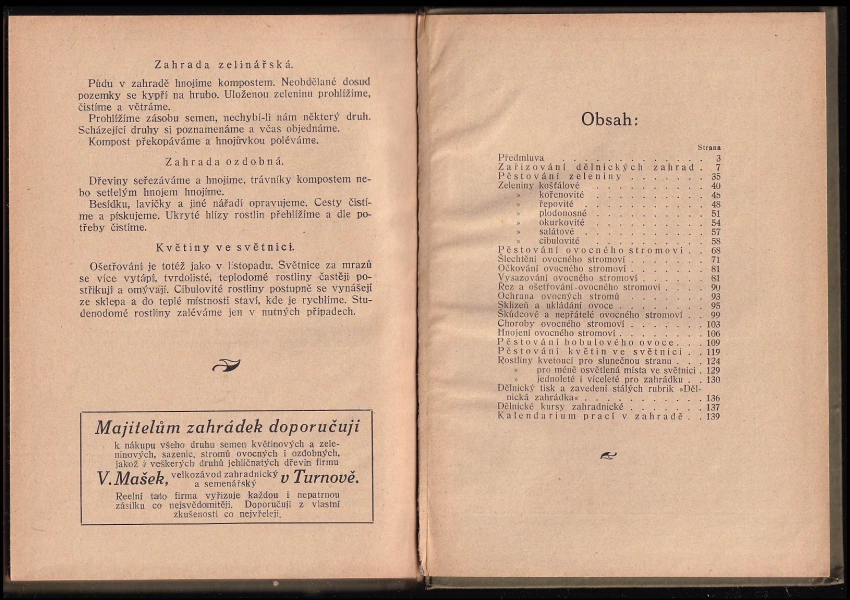 Zahrada zelinářská.
Půdu v zahradě hnojíme kompostem. Neobdělané dosud
pozemky se kypří na hrubo. Uloženou zeleninu prohlížíme,
čistíme a větráme.
Prohlížíme zásobu semen, nechybí-li nám některý druh.
Scházející druhy si poznamenáme a včas objednáme.
Kompost překopáváme a hnojůvkou poléváme.
Zahrada ozdobná.
Dřeviny seřezáváme a hnojíme, trávníky kompostem ne-
bo setlelým hnojem hnojíme.
Besídku, lavičky a jiné nářadí opravujeme. Cesty čistí-
me a pískujeme. Ukryté hlízy rostlin přehlížíme a dle po-
třeby čistíme.
Květiny ve světnici.
Ošetřování je totéž jako v listopadu. Světnice za mrazů
se více vytápí, tvrdolisté, teplodomé rostliny častěji po-
střikují a omývají. Cibulovité rostliny postupně se vynášejí
ze sklepa a do teplé místnosti staví, kde je rychlíme. Stu-
denodomé rostliny zaléváme jen v nutných případech.
Majitelům zahrádek doporučuji
k nákupu všeho druhu semen květinových a zele-
ninových, sazenic, stromů ovocných i ozdobných,
jakož i veškerých druhů jehličnatých dřevin firmu
V. Mašek, velkozávod zahradnický a semenářský v Turnově.
Reelní tato firma vyřizuje každou i nepatrnou
zásilku co nejsvědomitěji. Doporučuji z vlastní
zkušenosti co nejvřeleji.
Obsah:
Strana
Předmluva . . . . . . . . . . . . . 3
Zařizování dělnických zahrad . 7
Pěstování zeleniny . . . . . . . 35
Zeleniny košťálové . . . . . . . . . . 40
» kořenovité . . . . . . . . . . 45
» řepovité . . . . . . . . . . 48
» plodonosné . . . . . . . . . 51
» okurkovité . . . . . . . . . 54
» salátové . . . . . . . . . . 57
» cibulovité . . . . . . . . . . 58
Pěstování ovocného stromoví . . 68
Šlechtění ovocného stromoví . . . . . . . 71
Očkování ovocného stromoví . . . . . . . 81
Vysazování ovocného stromoví . . . . . . 81
Řez a ošetřování ovocného stromoví . . . . 90
Ochrana ovocných stromů . . . . . . . . 93
Sklizeň a ukládání ovoce . . . . . . . . 95
Škůdcové a nepřátelé ovocného stromoví . . . 99
Choroby ovocného stromoví . . . . . . . 103
Hnojení ovocného stromoví . . . . . . . 106
Pěstování bobulového ovoce. . . 109
Pěstování květin ve světnici . . 119
Rostliny kvetoucí pro slunečnou stranu . . . 124
» pro méně osvětlená místa ve světnici . 129
» jednoleté i víceleté pro zahrádku . . 130
Dělnický tisk a zavedení stálých rubrik »Děl-
nická zahrádka« . . . . . . . . . . 136
Dělnické kursy zahradnické . . . . . . . 137
Kalendarium prací v zahradě . . 139